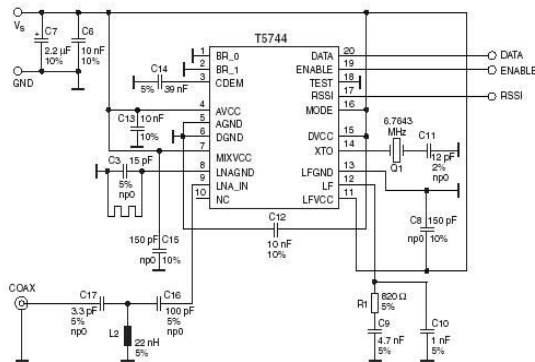 T5744
VS
C7
2.2 µF
10%
C6
10 nF
10%
GND
1 BR_0
2 BR_1
3 CDEM
4 AVCC
5 AGND
6 DGND
7 MIXVCC
8 LNAGND
9 LNA_IN
10 NC
DATA 20
ENABLE 19
TEST 18
RSSI 17
MODE 16
DVCC 15
XTO 14
LFGND 13
LF 12
LFVCC 11
DATA
ENABLE
RSSI
C14
5% 39 nF
C13 10 nF
10%
C3 15 pF
5%
np0
6.7643
MHz
Q1
C11
12 pF
2%
np0
C12
10 nF
10%
C8 150 pF
np0 10%
150 pF C15
np0 10%
COAX
C17
3.3 pF
5%
np0
C16
100 pF
5%
np0
L2
22 nH
5%
R1 820 Ω
5%
C9
4.7 nF
5%
C10
1 nF
5%